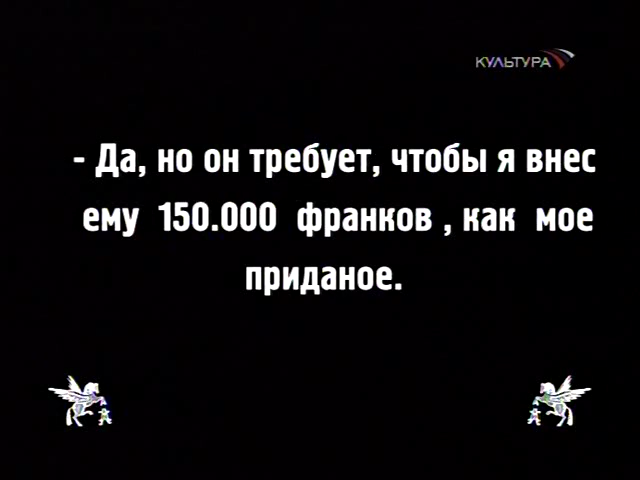 КУЛЬТУРА
- Да, но он требует, чтобы я внес
ему 150.000 франков , как мое
приданое.